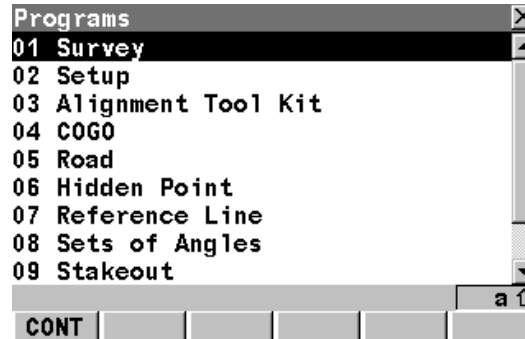 Programs
01 Survey
02 Setup
03 Alignment Tool Kit
04 COGO
05 Road
06 Hidden Point
07 Reference Line
08 Sets of Angles
09 Stakeout
a
CONT